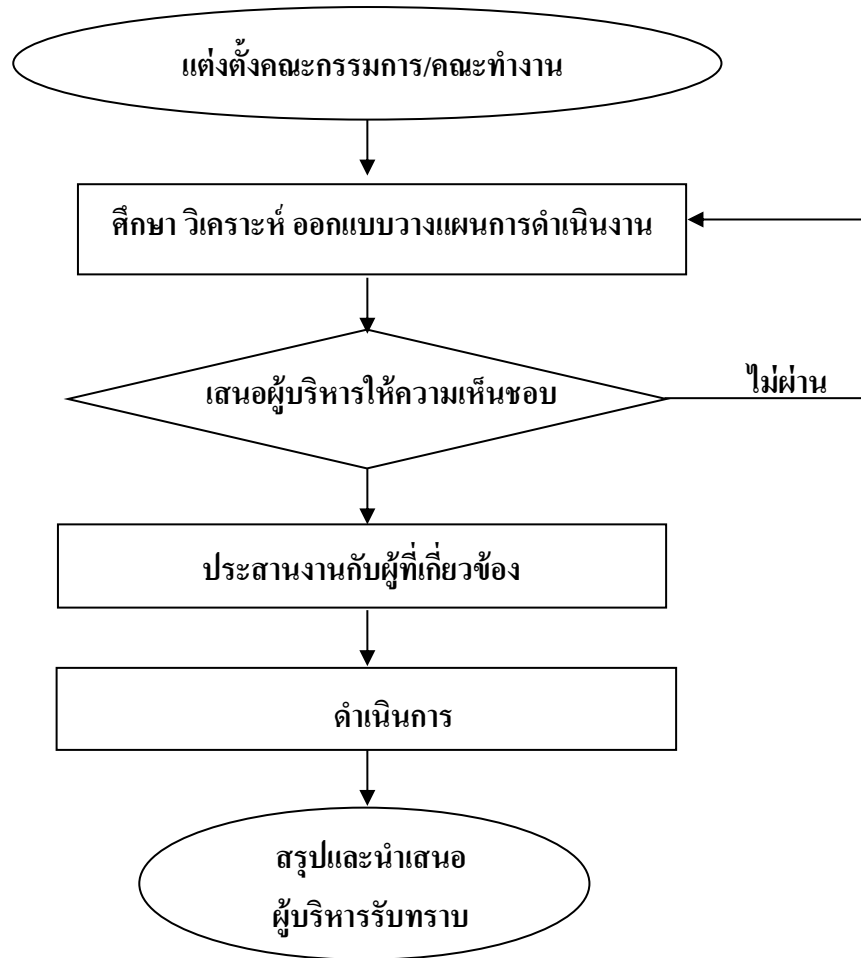 แต่งตั้งคณะกรรมการ/คณะทำงาน
ศึกษา วิเคราะห์ ออกแบบวางแผนการดำเนินงาน
เสนอผู้บริหารให้ความเห็นชอบ
ไม่ผ่าน
ประสานงานกับผู้ที่เกี่ยวข้อง
ดำเนินการ
สรุปและนำเสนอ
ผู้บริหารรับทราบ